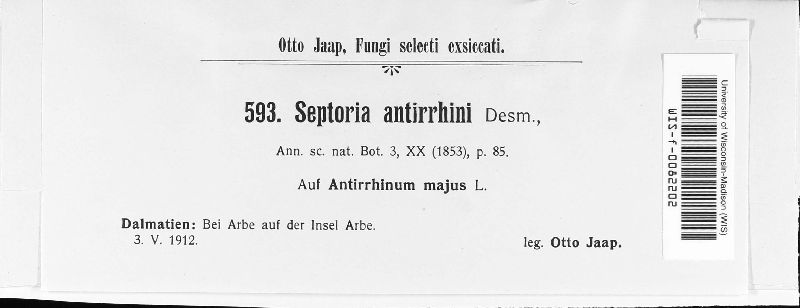 Otto Jaap, Fungi selecti exsiccati.
593. Septoria antirrhini Desm.,
Ann. sc. nat. Bot. 3, XX (1853), p. 85.
Auf Antirrhinum majus L.
Dalmatien: Bei Arbe auf der Insel Arbe.
3. V. 1912.
leg. Otto Jaap.
University of Wisconsin-Madison (WIS)
WIS-f-0062202